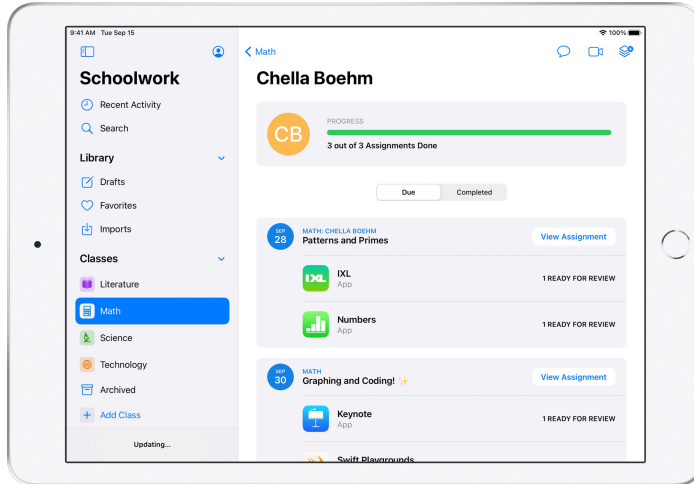 9:41 AM Tue Sep 15
100%
Schoolwork
Recent Activity
Search
Library
Drafts
Favorites
Imports
Classes
Literature
Math
Science
Technology
Archived
Add Class
Updating...
Math
Chella Boehm
CB
PROGRESS
3 out of 3 Assignments Done
Due
Completed
SEP
28
MATH: CHELLA BOEHM
Patterns and Primes
View Assignment
IXL
IXL
App
1 READY FOR REVIEW
Numbers
App
1 READY FOR REVIEW
SEP
30
MATH
Graphing and Coding! ✨
View Assignment
Keynote
App
1 READY FOR REVIEW
Swift Playgrounds